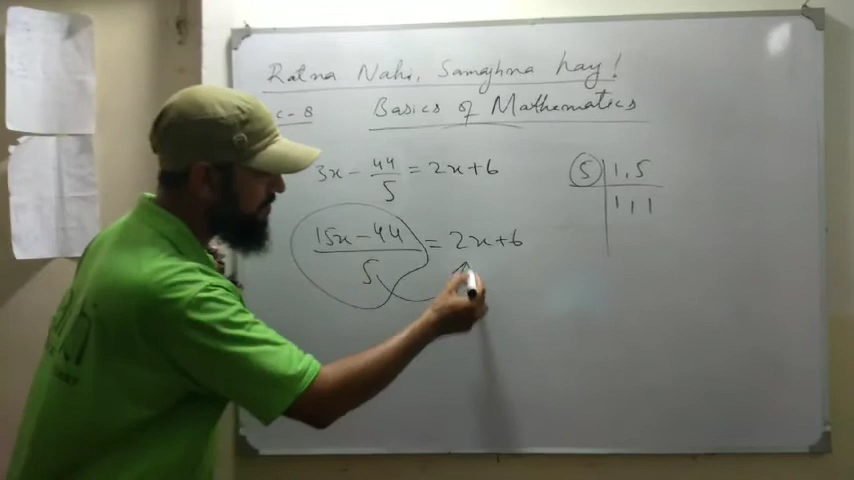 Ratna Nahi, Samajhna hay!
c-8 Basics of Mathematics
3x - 44/5 = 2x+6
5 | 1, 5
1, 1
(15x - 44)/5 = 2x+6